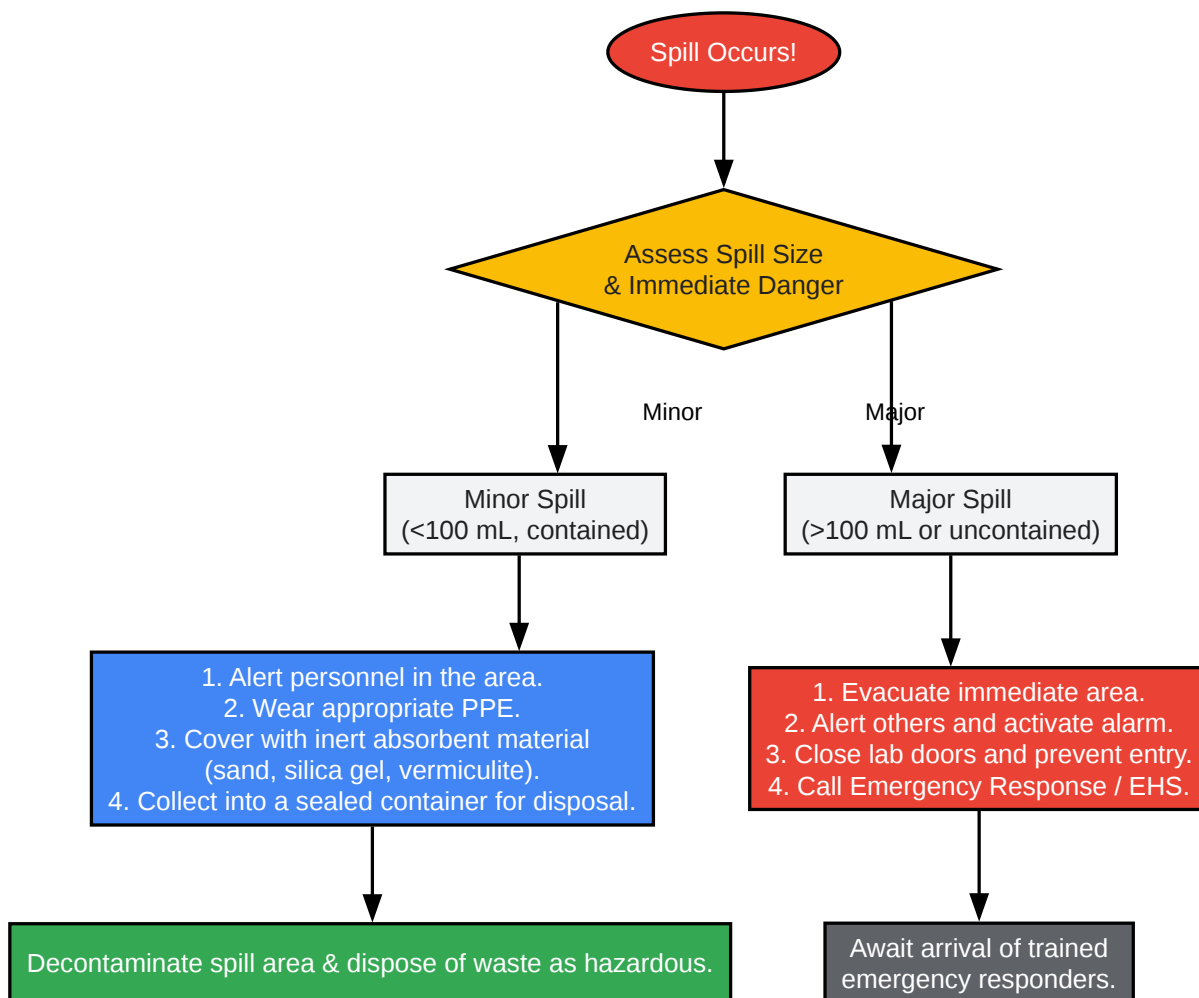 Spill Occurs!
Assess Spill Size
& Immediate Danger
Minor
Major
Minor Spill
(<100 mL, contained)
Major Spill
(>100 mL or uncontained)
1. Alert personnel in the area.
2. Wear appropriate PPE.
3. Cover with inert absorbent material
(sand, silica gel, vermiculite).
4. Collect into a sealed container for disposal.
1. Evacuate immediate area.
2. Alert others and activate alarm.
3. Close lab doors and prevent entry.
4. Call Emergency Response / EHS.
Decontaminate spill area & dispose of waste as hazardous.
Await arrival of trained
emergency responders.